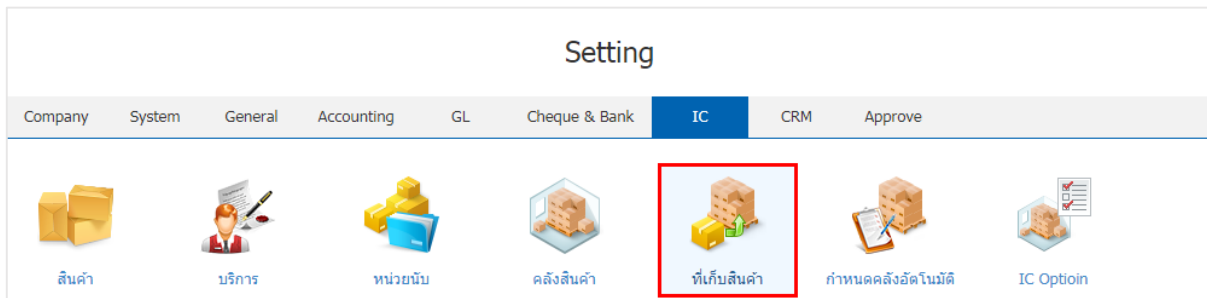 Setting
Company System General Accounting GL Cheque & Bank IC CRM Approve
สินค้า บริการ หน่วยนับ คลังสินค้า ที่เก็บสินค้า กำหนดคลังอัตโนมัติ IC Optioin